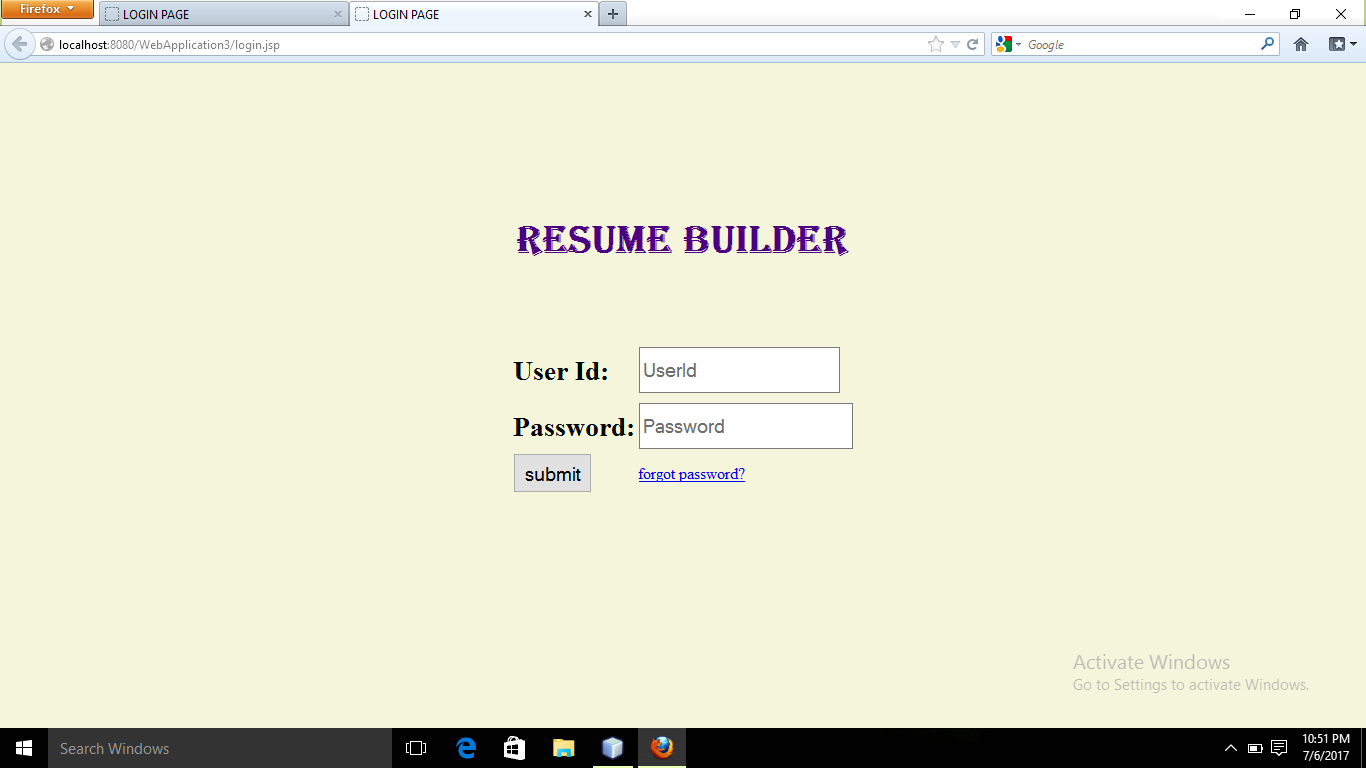 Firefox
LOGIN PAGE
LOGIN PAGE
localhost:8080/WebApplication3/login.jsp
Google
RESUME BUILDER
User Id:
UserId
Password:
Password
submit
forgot password?
Activate Windows
Go to Settings to activate Windows.
Search Windows
10:51 PM
7/6/2017